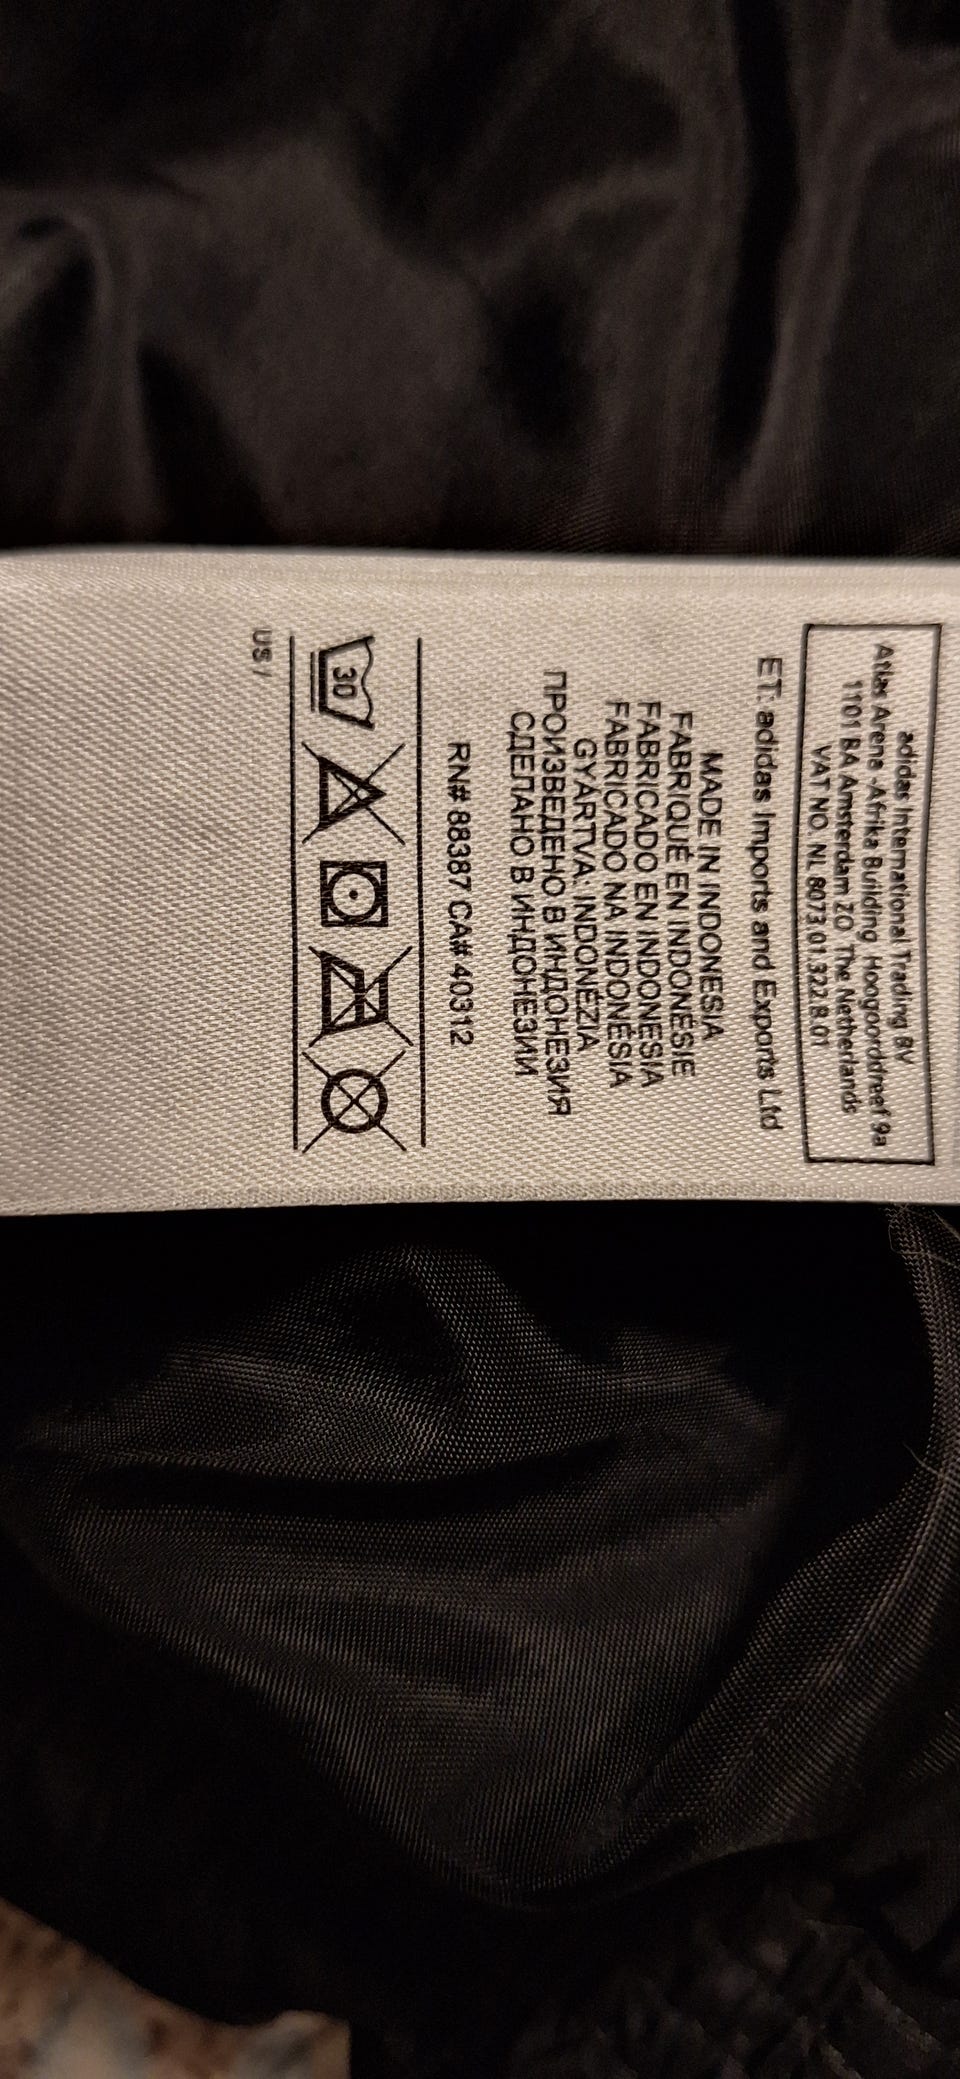 adidas International Trading BV
Atlas Arena -Afrika Building, Hoogoorddreef 9a
1101 BA Amsterdam ZO, The Netherlands
VAT NO. NL 8073.01.322.B.01
ET. adidas Imports and Exports Ltd
MADE IN INDONESIA
FABRIQUÉ EN INDONÉSIE
FABRICADO EN INDONESIA
FABRICADO NA INDONÉSIA
GYÁRTVA: INDONÉZIA
ПРОИЗВЕДЕНО В ИНДОНЕЗИЯ
СДЕЛАНО В ИНДОНЕЗИИ
RN# 88387 CA# 40312
30
US /